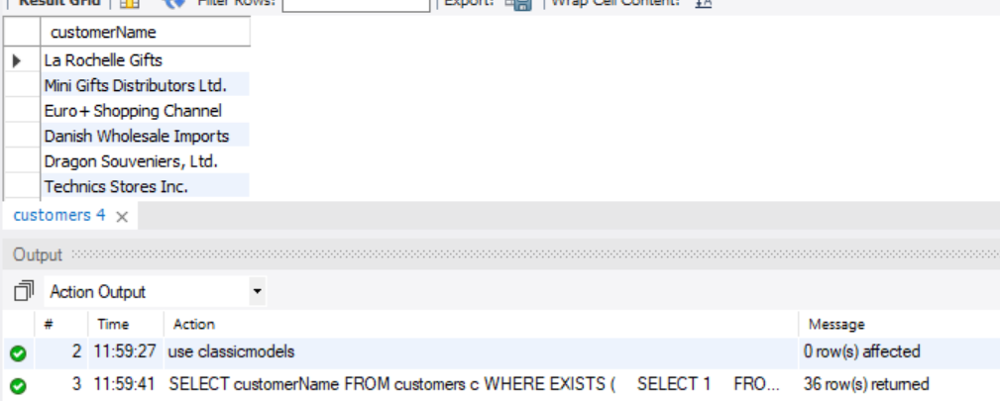 Result Grid Filter Rows: Export: Wrap Cell Content: IA
customerName
La Rochelle Gifts
Mini Gifts Distributors Ltd.
Euro+ Shopping Channel
Danish Wholesale Imports
Dragon Souveniers, Ltd.
Technics Stores Inc.
customers 4
Output
Action Output
# Time Action Message
2 11:59:27 use classicmodels 0 row(s) affected
3 11:59:41 SELECT customerName FROM customers c WHERE EXISTS ( SELECT 1 FRO... 36 row(s) returned